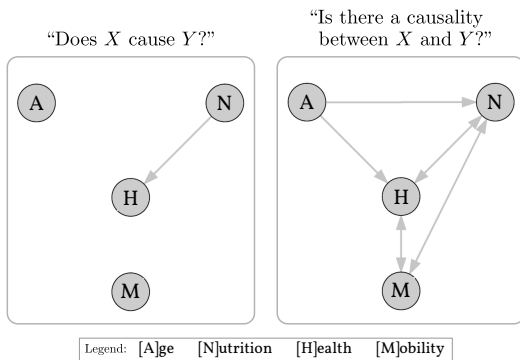 “Does X cause Y?”
“Is there a causality
between X and Y?”
A
N
H
M
A
N
H
M
Legend: [A]ge [N]utrition [H]ealth [M]obility